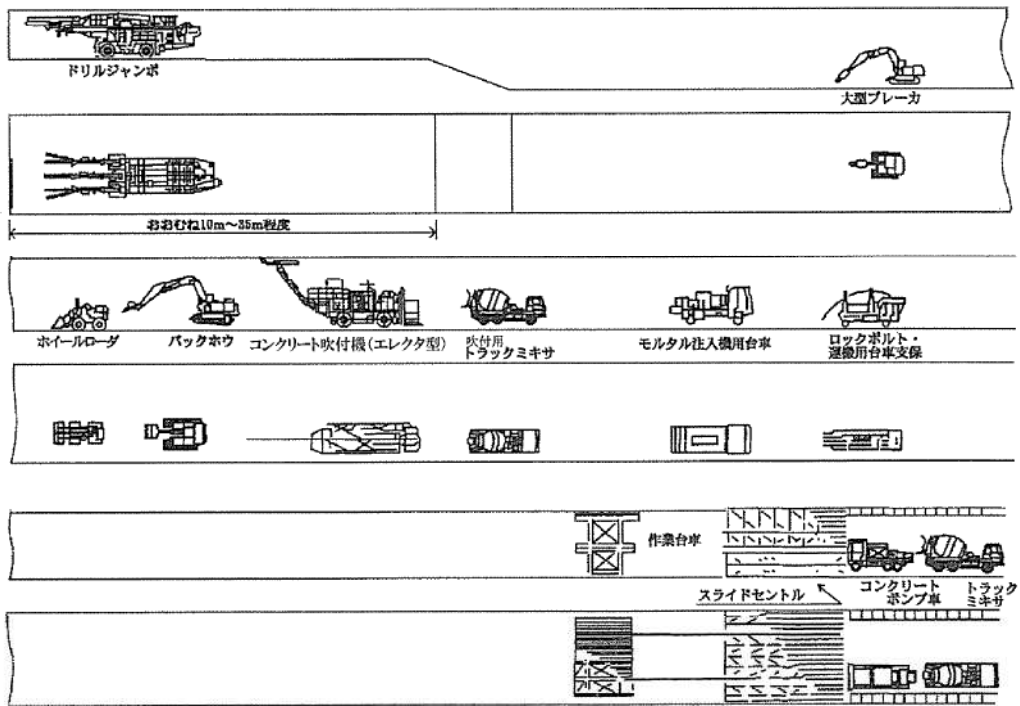 ドリルジャンボ
大型ブレーカ
おおむね10m～35m程度
ホイールローダ
バックホウ
コンクリート吹付機(エレクタ型)
吹付用
トラックミキサ
モルタル注入機用台車
ロックボルト・
運搬用台車支保
作業台車
スライドセントル
コンクリート
ポンプ車
トラック
ミキサ